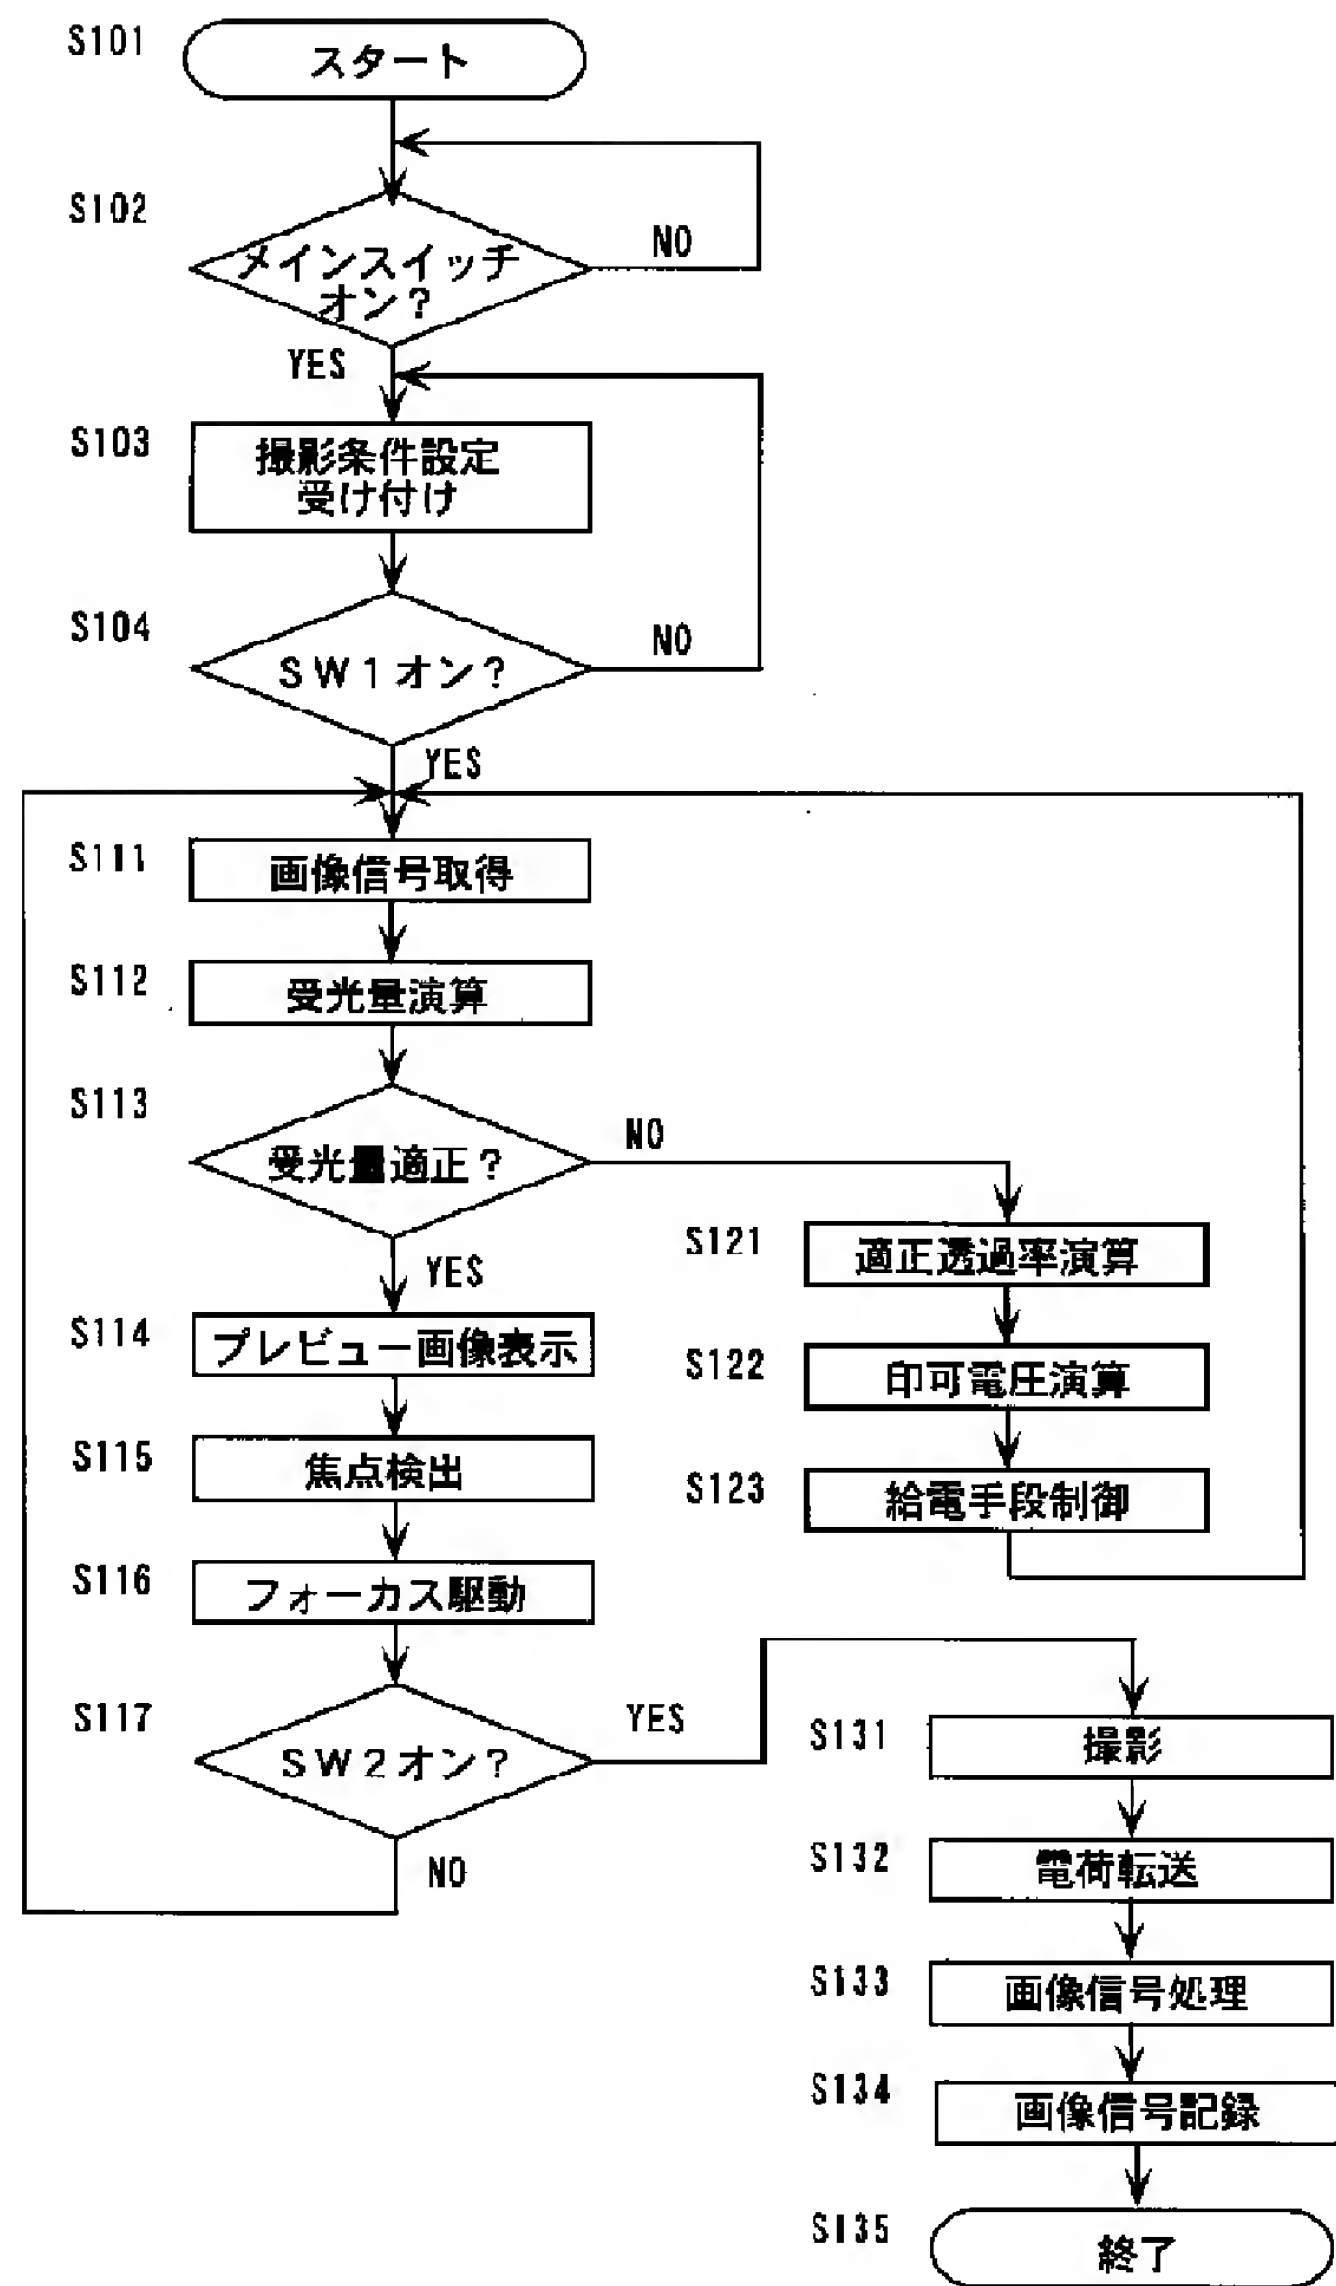 S101
スタート
S102
メインスイッチ
オン?
NO
YES
S103
撮影条件設定
受け付け
S104
SW1オン?
NO
YES
S111
画像信号取得
S112
受光量演算
S113
受光量適正?
NO
YES
S121
適正透過率演算
S114
プレビュー画像表示
S122
印可電圧演算
S115
焦点検出
S123
給電手段制御
S116
フォーカス駆動
S117
SW2オン?
YES
NO
S131
撮影
S132
電荷転送
S133
画像信号処理
S134
画像信号記録
S135
終了